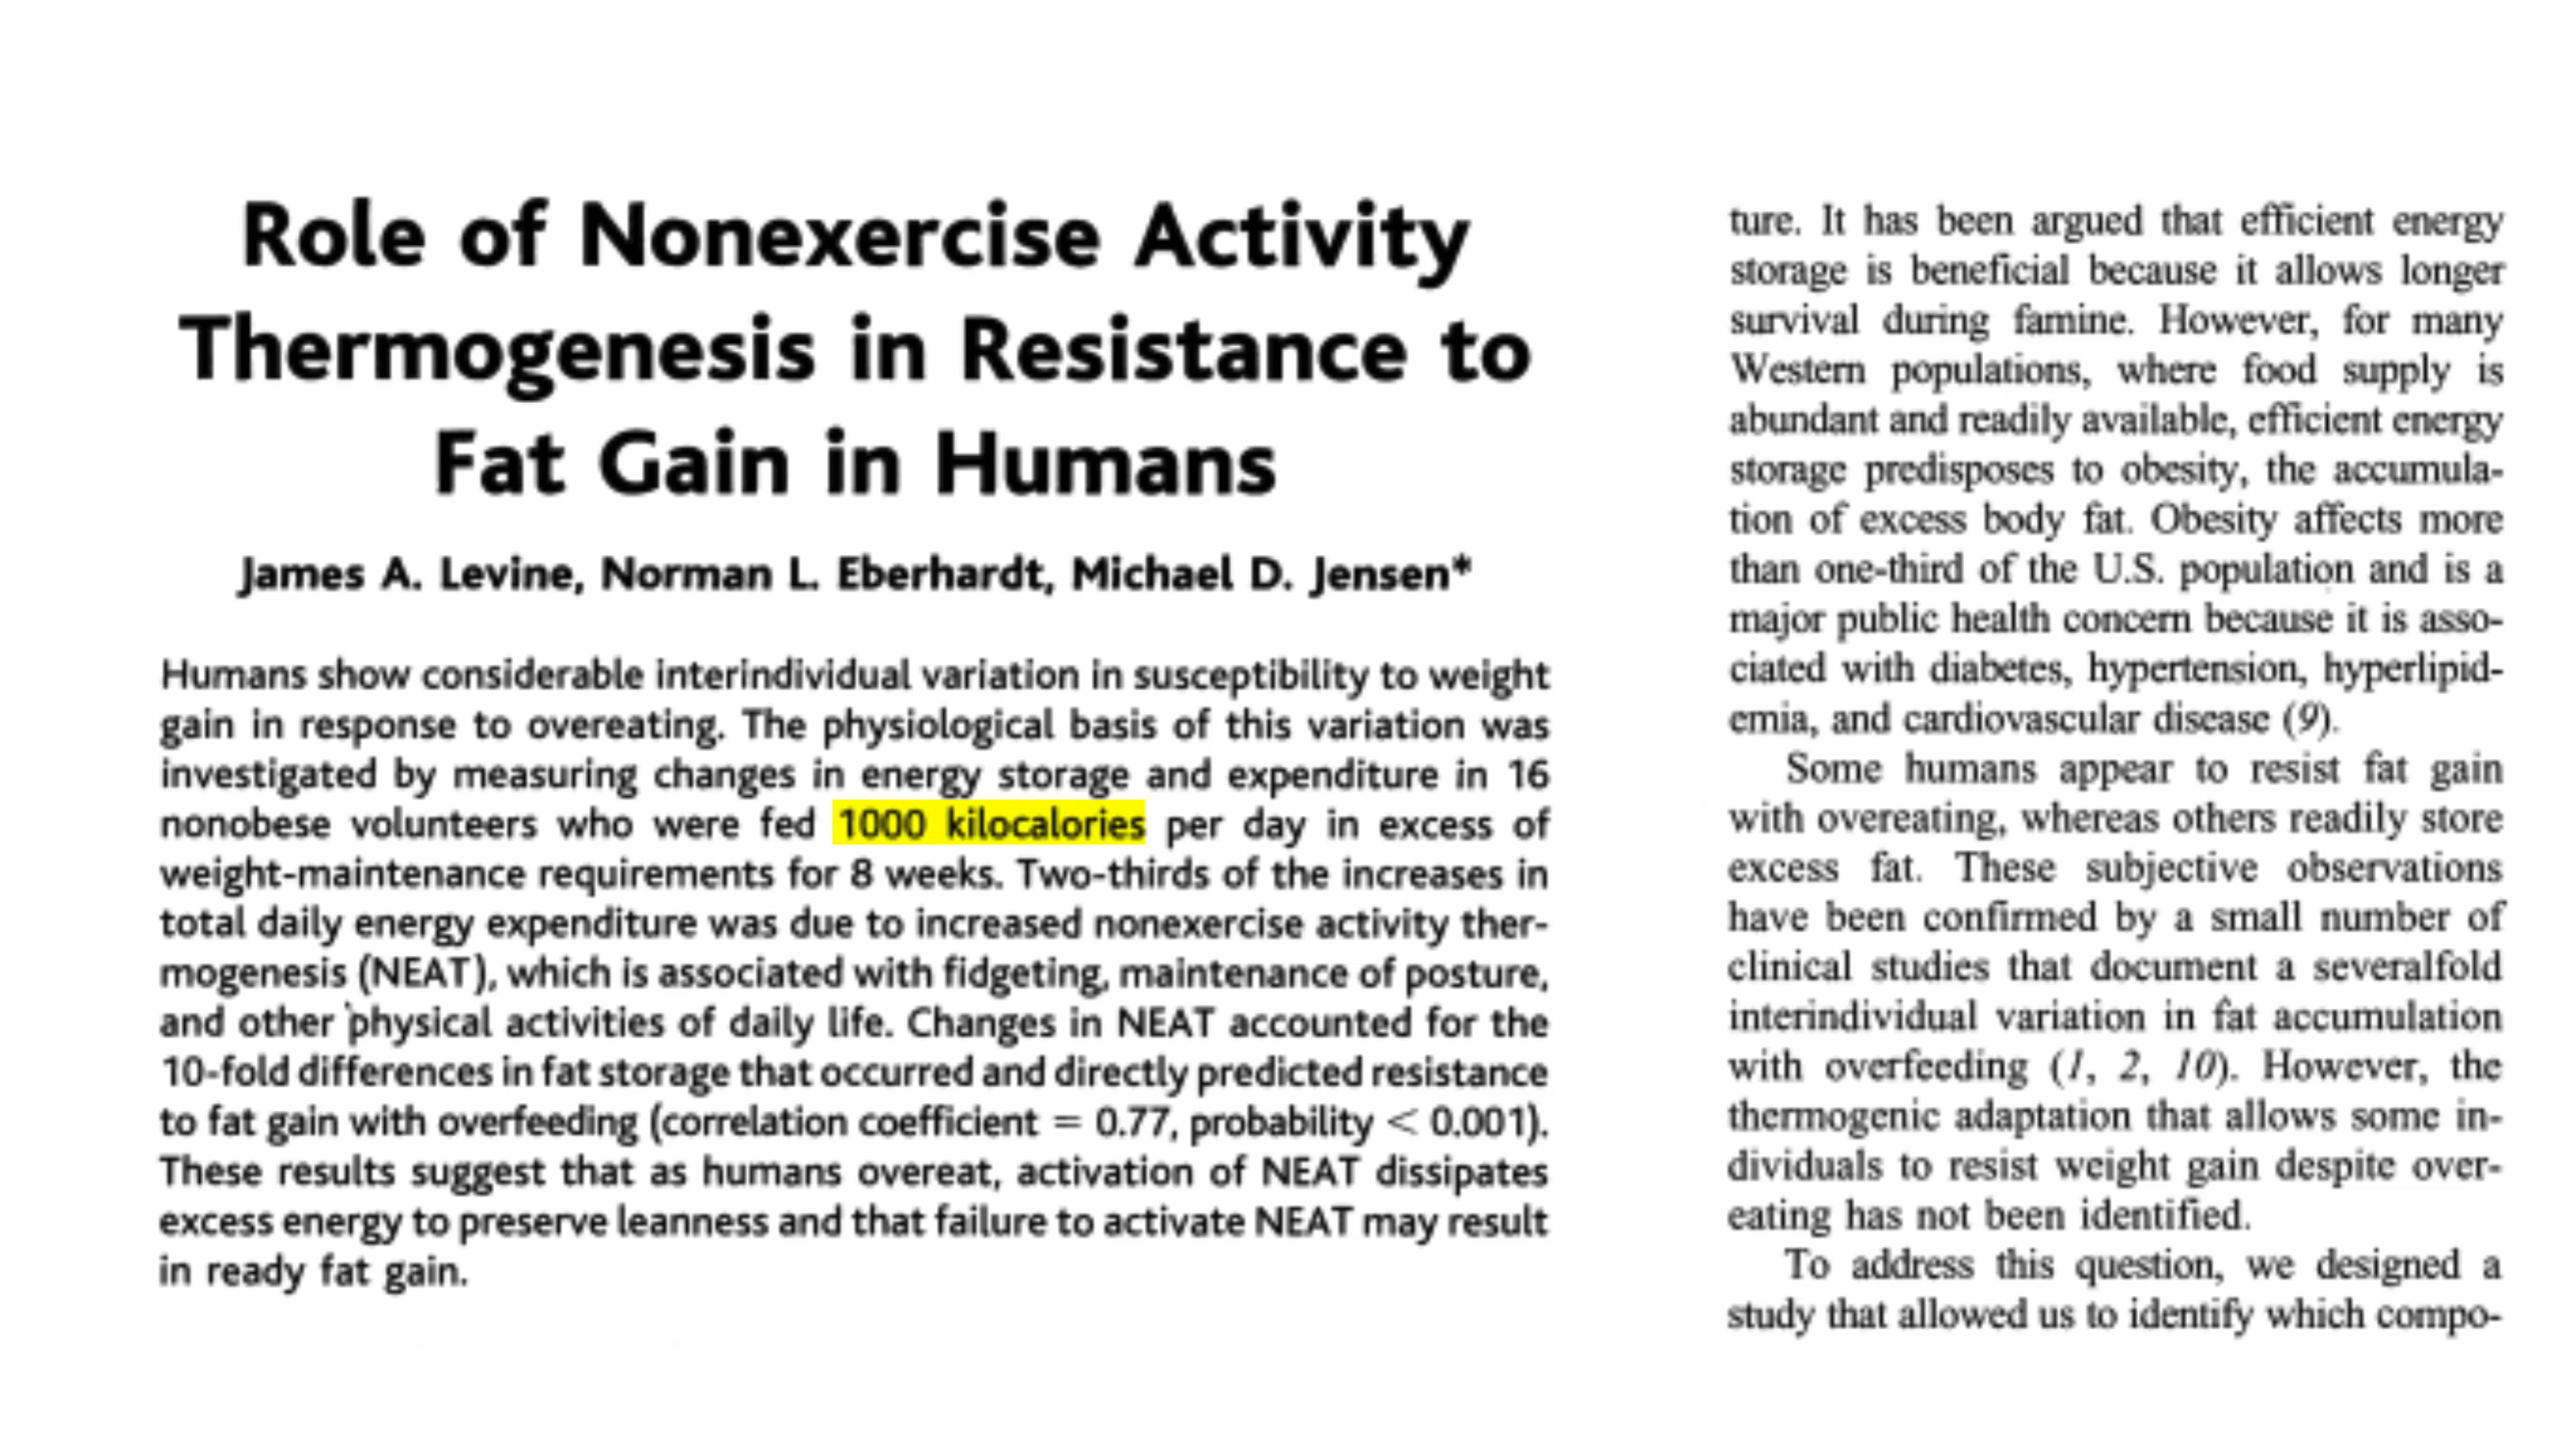 Role of Nonexercise Activity
Thermogenesis in Resistance to
Fat Gain in Humans
James A. Levine, Norman L. Eberhardt, Michael D. Jensen*
Humans show considerable interindividual variation in susceptibility to weight
gain in response to overeating. The physiological basis of this variation was
investigated by measuring changes in energy storage and expenditure in 16
nonobese volunteers who were fed 1000 kilocalories per day in excess of
weight-maintenance requirements for 8 weeks. Two-thirds of the increases in
total daily energy expenditure was due to increased nonexercise activity ther-
mogenesis (NEAT), which is associated with fidgeting, maintenance of posture,
and other physical activities of daily life. Changes in NEAT accounted for the
10-fold differences in fat storage that occurred and directly predicted resistance
to fat gain with overfeeding (correlation coefficient = 0.77, probability < 0.001).
These results suggest that as humans overeat, activation of NEAT dissipates
excess energy to preserve leanness and that failure to activate NEAT may result
in ready fat gain.
ture. It has been argued that efficient energy
storage is beneficial because it allows longer
survival during famine. However, for many
Western populations, where food supply is
abundant and readily available, efficient energy
storage predisposes to obesity, the accumula-
tion of excess body fat. Obesity affects more
than one-third of the U.S. population and is a
major public health concern because it is asso-
ciated with diabetes, hypertension, hyperlipid-
emia, and cardiovascular disease (9).
Some humans appear to resist fat gain
with overeating, whereas others readily store
excess fat. These subjective observations
have been confirmed by a small number of
clinical studies that document a severalfold
interindividual variation in fat accumulation
with overfeeding (1, 2, 10). However, the
thermogenic adaptation that allows some in-
dividuals to resist weight gain despite over-
eating has not been identified.
To address this question, we designed a
study that allowed us to identify which compo-